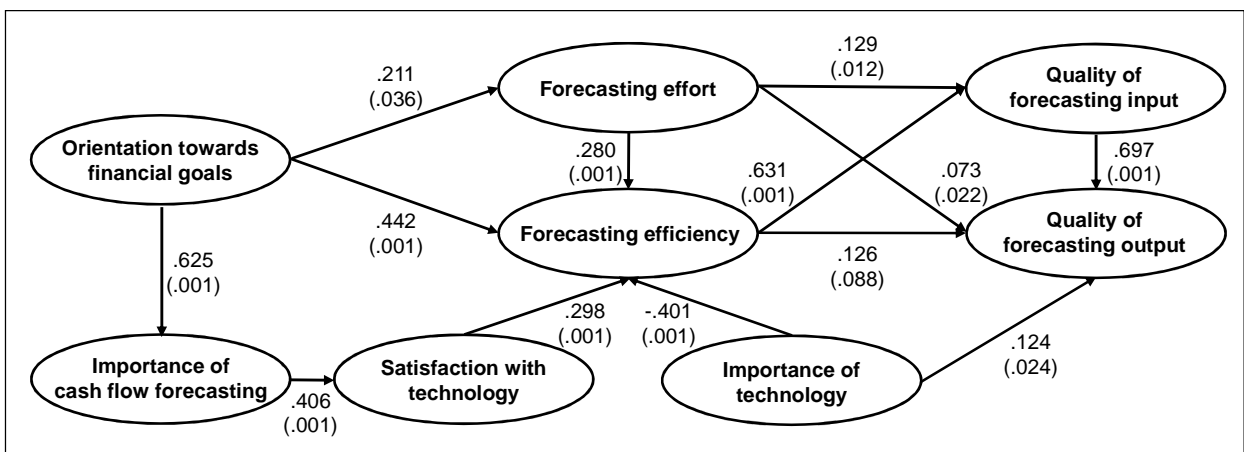 .129
(.012)
.211
(.036)
Forecasting effort
Quality of
forecasting input
Orientation towards
financial goals
.280
(.001)
.631
(.001)
.073
(.022)
.697
(.001)
.442
(.001)
Forecasting efficiency
Quality of
forecasting output
.126
(.088)
.625
(.001)
.298
(.001)
-.401
(.001)
.124
(.024)
Importance of
cash flow forecasting
Satisfaction with
technology
Importance of
technology
.406
(.001)